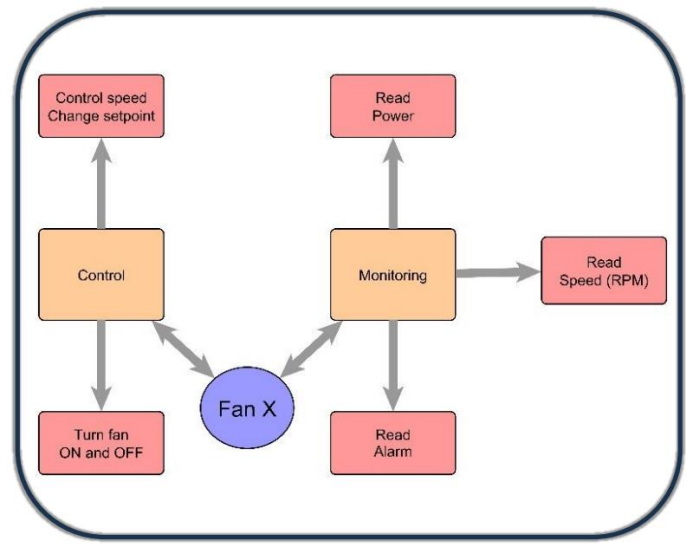 Control speed
Change setpoint
Read
Power
Control
Monitoring
Read
Speed (RPM)
Fan X
Turn fan
ON and OFF
Read
Alarm